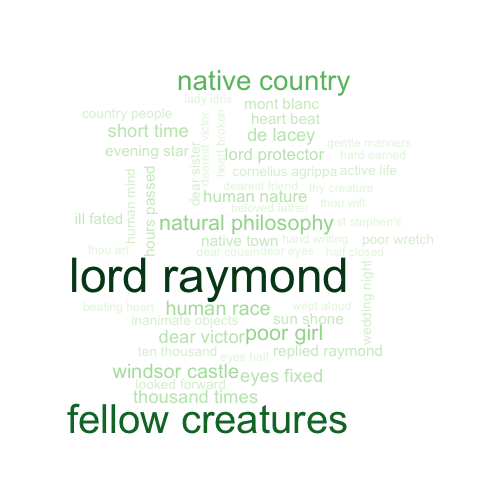 native country
lady idris
mont blanc
country people
heart beat
short time
dearest victor
heart broken
de lacey
gentle manners
evening star
lord protector
hard earned
dear sister
cornelius agrippa
active life
human mind
hours passed
dearest friend
thy creature
human nature
beloved father
thou wilt
ill fated
natural philosophy
st stephen's
native town
hand writing
poor wretch
thou art
dear cousin
dear eyes
half closed
lord raymond
wedding night
beating heart
human race
wept aloud
inanimate objects
sun shone
dear victor
poor girl
ten thousand
eyes half
replied raymond
windsor castle
eyes fixed
looked forward
thousand times
fellow creatures